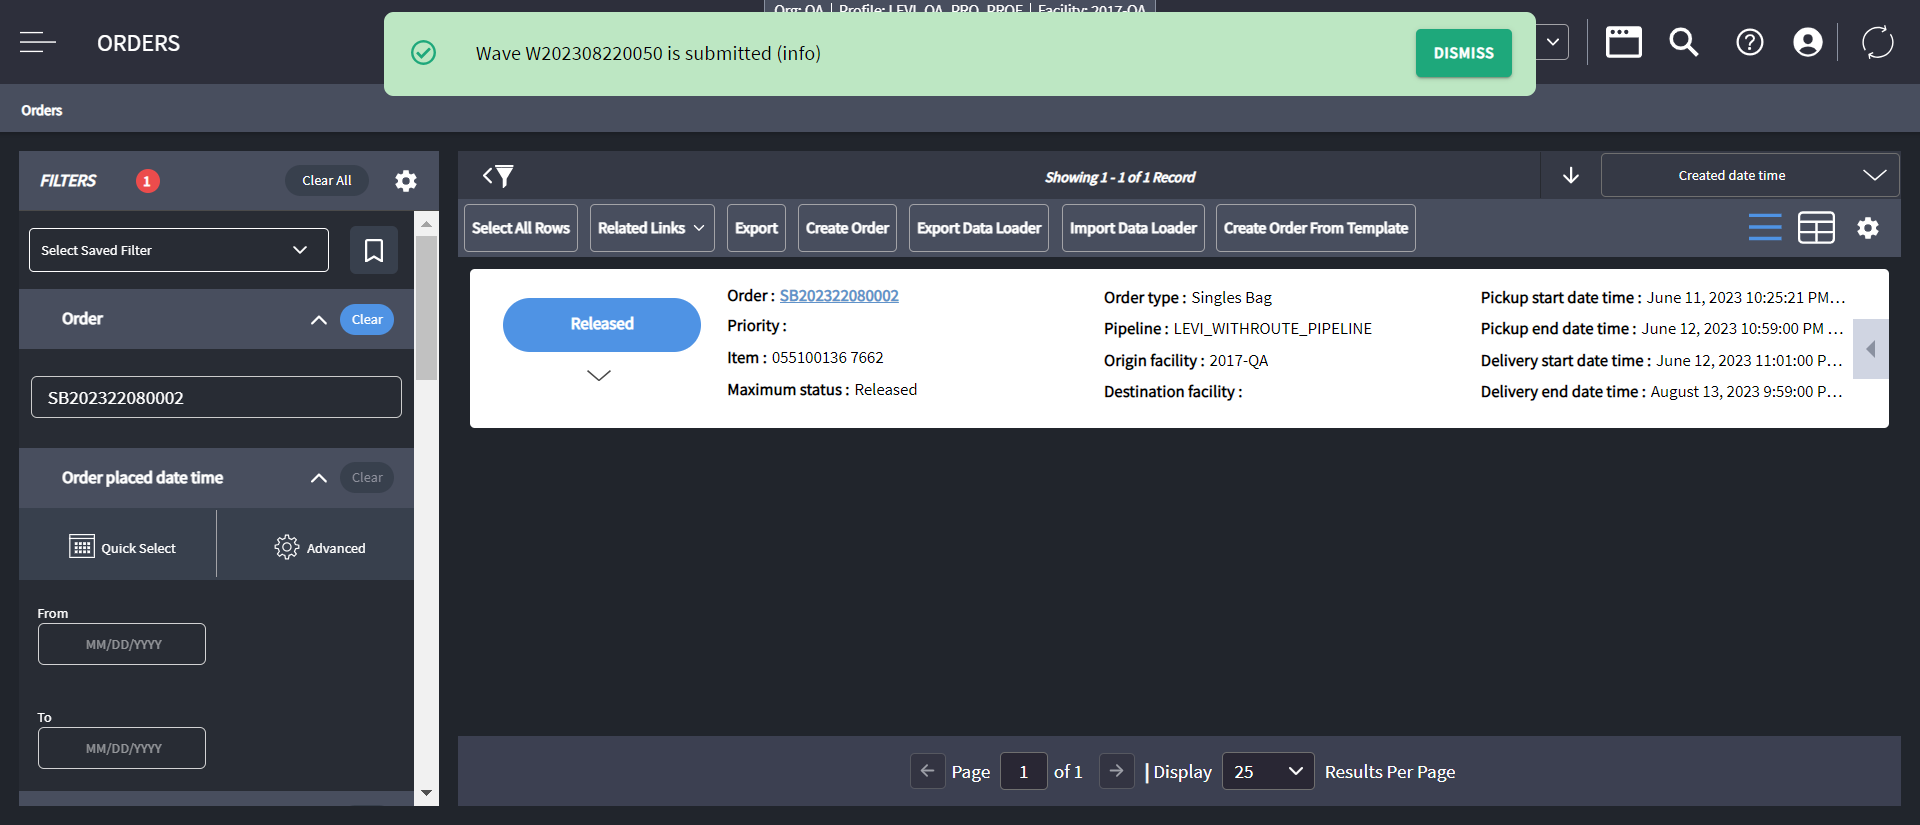 Org: QA | Profile: LEVI_QA_PRO_PROF | Facility: 2017-QA
ORDERS
Wave W202308220050 is submitted (info)
DISMISS
Orders
FILTERS
1
Clear All
Select Saved Filter
Order
Clear
SB202322080002
Order placed date time
Clear
Quick Select
Advanced
From
MM/DD/YYYY
To
MM/DD/YYYY
Showing 1 - 1 of 1 Record
Created date time
Select All Rows
Related Links
Export
Create Order
Export Data Loader
Import Data Loader
Create Order From Template
Released
Order : SB202322080002
Priority :
Item : 055100136 7662
Maximum status : Released
Order type : Singles Bag
Pipeline : LEVI_WITHROUTE_PIPELINE
Origin facility : 2017-QA
Destination facility :
Pickup start date time : June 11, 2023 10:25:21 PM...
Pickup end date time : June 12, 2023 10:59:00 PM ...
Delivery start date time : June 12, 2023 11:01:00 P...
Delivery end date time : August 13, 2023 9:59:00 P...
Page 1 of 1 | Display 25 Results Per Page